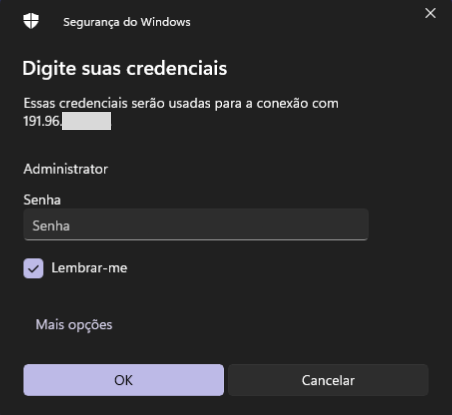 Segurança do Windows
Digite suas credenciais
Essas credenciais serão usadas para a conexão com
191.96.
Administrator
Senha
Senha
Lembrar-me
Mais opções
OK
Cancelar